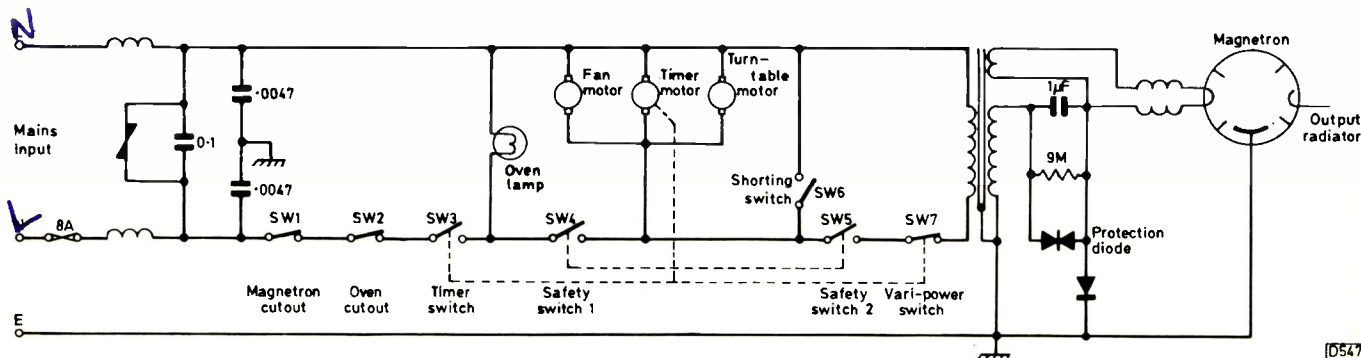 N
Mains
input
L
8A
0·1
·0047
·0047
SW1
Magnetron
cutout
SW2
Oven
cutout
SW3
Timer
switch
Oven
lamp
SW4
Safety
switch 1
Fan
motor
Timer
motor
Turn-
table
motor
Shorting
switch
SW6
SW5
Safety
switch 2
SW7
Vari-power
switch
1µF
9M
Protection
diode
Magnetron
Output
radiator
E
D547